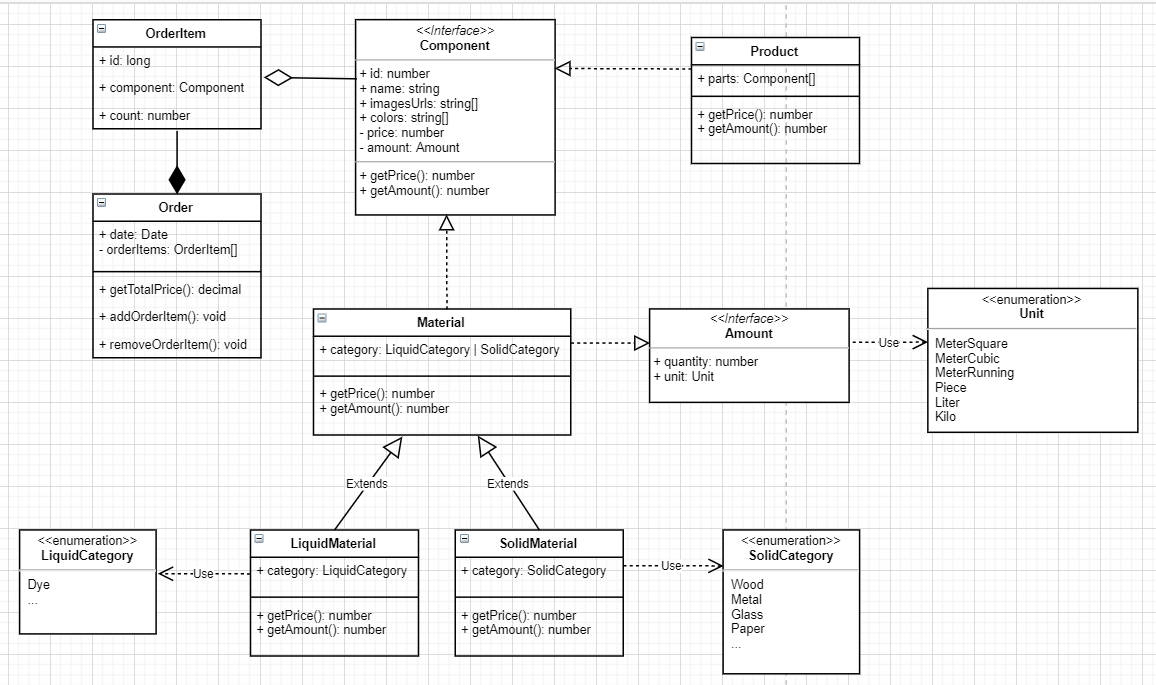 OrderItem
+ id: long
+ component: Component
+ count: number
<<Interface>>
Component
+ id: number
+ name: string
+ imagesUrls: string[]
+ colors: string[]
- price: number
- amount: Amount
+ getPrice(): number
+ getAmount(): number
Product
+ parts: Component[]
+ getPrice(): number
+ getAmount(): number
Order
+ date: Date
- orderItems: OrderItem[]
+ getTotalPrice(): decimal
+ addOrderItem(): void
+ removeOrderItem(): void
Material
+ category: LiquidCategory | SolidCategory
+ getPrice(): number
+ getAmount(): number
<<Interface>>
Amount
+ quantity: number
+ unit: Unit
Use
<<enumeration>>
Unit
MeterSquare
MeterCubic
MeterRunning
Piece
Liter
Kilo
Extends
Extends
<<enumeration>>
LiquidCategory
Dye
...
Use
LiquidMaterial
+ category: LiquidCategory
+ getPrice(): number
+ getAmount(): number
SolidMaterial
+ category: SolidCategory
+ getPrice(): number
+ getAmount(): number
Use
<<enumeration>>
SolidCategory
Wood
Metal
Glass
Paper
...